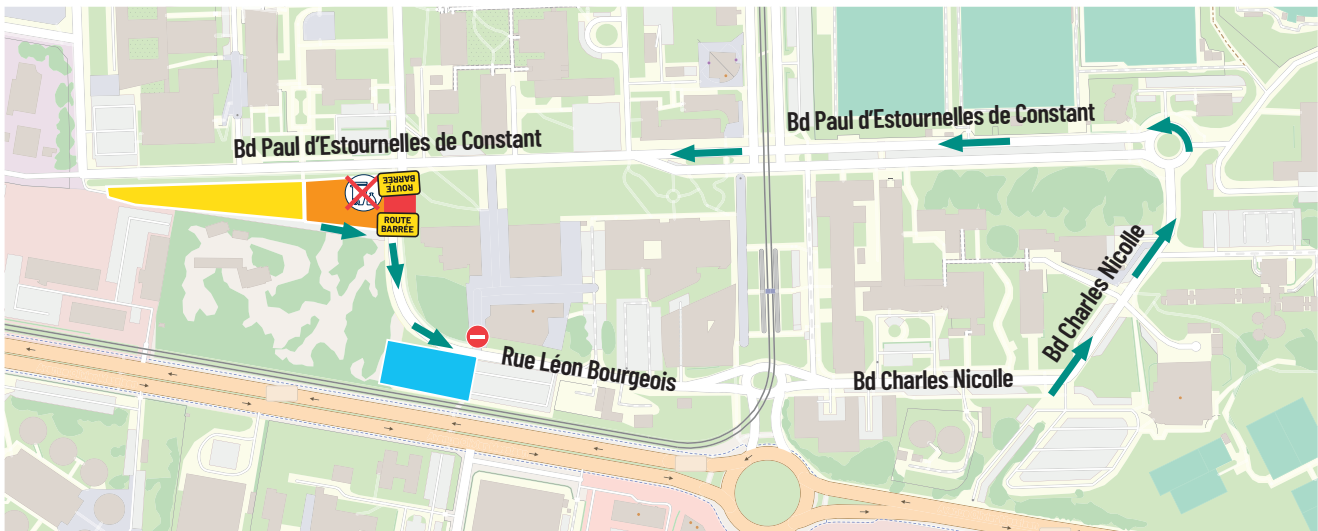 Bd Paul d'Estournelles de Constant
Bd Paul d'Estournelles de Constant
ROUTE
BARRÉE
ROUTE
BARRÉE
Bd Charles Nicolle
Rue Léon Bourgeois
Bd Charles Nicolle